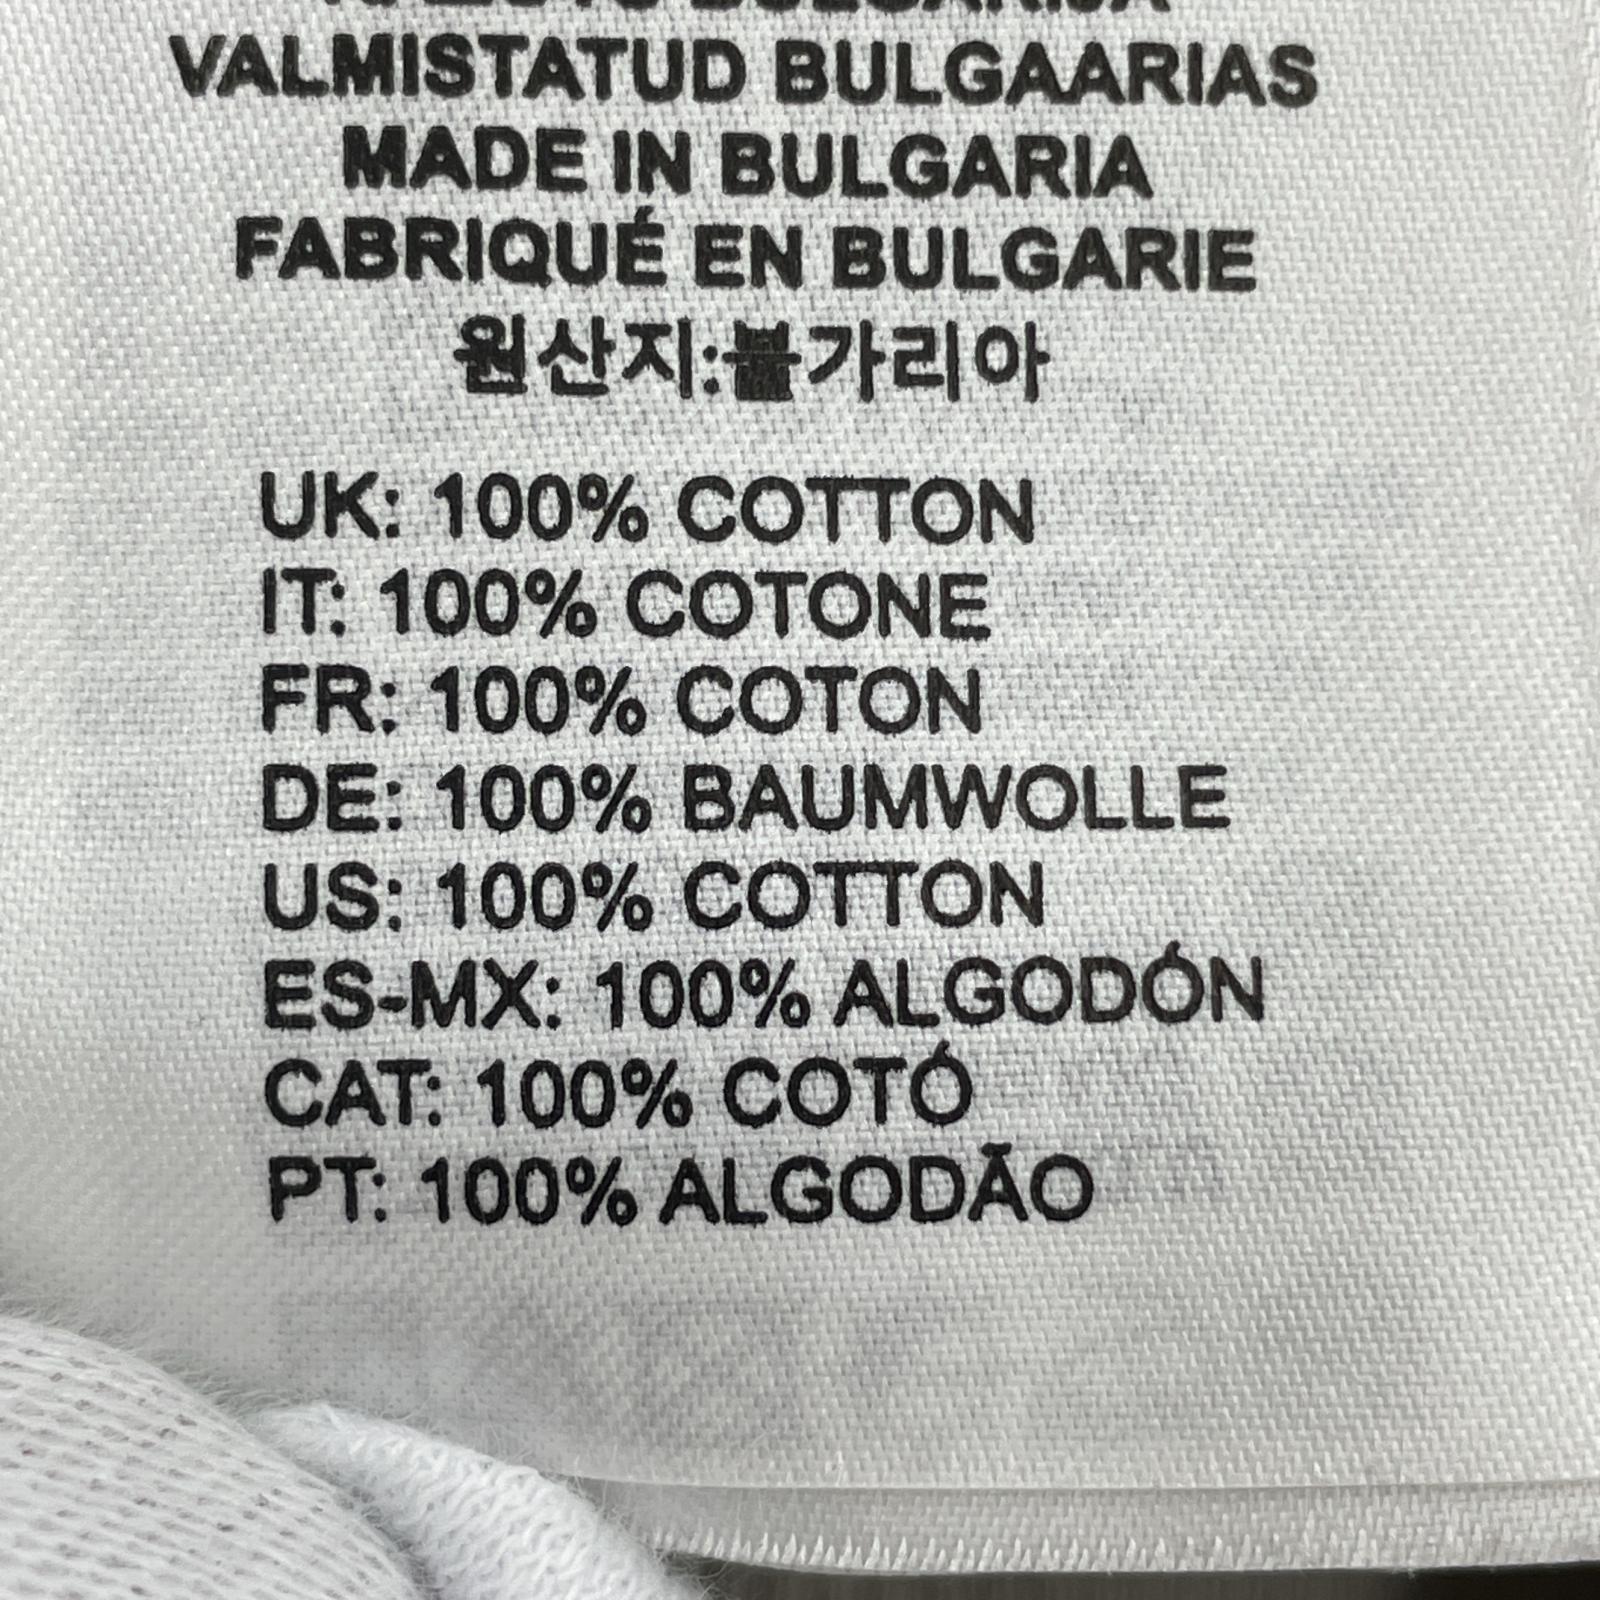 BULGARIJA
VALMISTATUD BULGAARIAS
MADE IN BULGARIA
FABRIQUÉ EN BULGARIE
원산지:불가리아
UK: 100% COTTON
IT: 100% COTONE
FR: 100% COTON
DE: 100% BAUMWOLLE
US: 100% COTTON
ES-MX: 100% ALGODÓN
CAT: 100% COTÓ
PT: 100% ALGODÃO